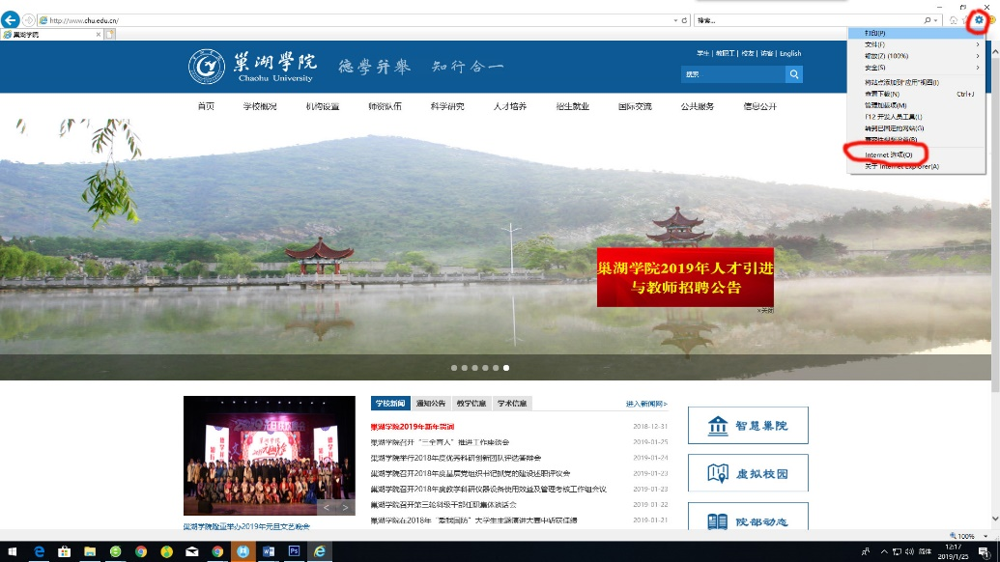 http://www.chu.edu.cn/
搜索...
巢湖学院
打印(P)
文件(F)
缩放(Z) (100%)
安全(S)
将站点添加到"应用"视图(I)
查看下载(N) Ctrl+J
管理加载项(M)
F12 开发人员工具(L)
转到已固定的网站(G)
Internet 选项(O)
关于 Internet Explorer(A)
巢湖學院
Chaohu University
德學并举 知行合一
学生 | 教职工 | 校友 | 访客 | English
搜索
首页 学校概况 机构设置 师资队伍 科学研究 人才培养 招生就业 国际交流 公共服务 信息公开
巢湖学院2019年人才引进
与教师招聘公告
×关闭
学校新闻 通知公告 教学信息 学术信息 进入新闻网>
巢湖学院2019年新年贺词 2018-12-31
巢湖学院召开“三全育人”推进工作座谈会 2019-01-25
巢湖学院举行2018年度优秀科研创新团队评选答辩会 2019-01-24
巢湖学院召开2018年度基层党组织书记抓党的建设述职评议会 2019-01-23
巢湖学院召开2018年度教学科研仪器设备使用效益及管理考核工作组会议 2019-01-23
巢湖学院召开第三轮科级干部任职集体谈话会 2019-01-22
巢湖学院在2018年“爱我国防”大学生主题演讲大赛中斩获佳绩 2019-01-21
巢湖学院隆重举办2019年元旦文艺晚会
智慧巢院
虚拟校园
院部动态
100%
简体
12:17
2019/1/25